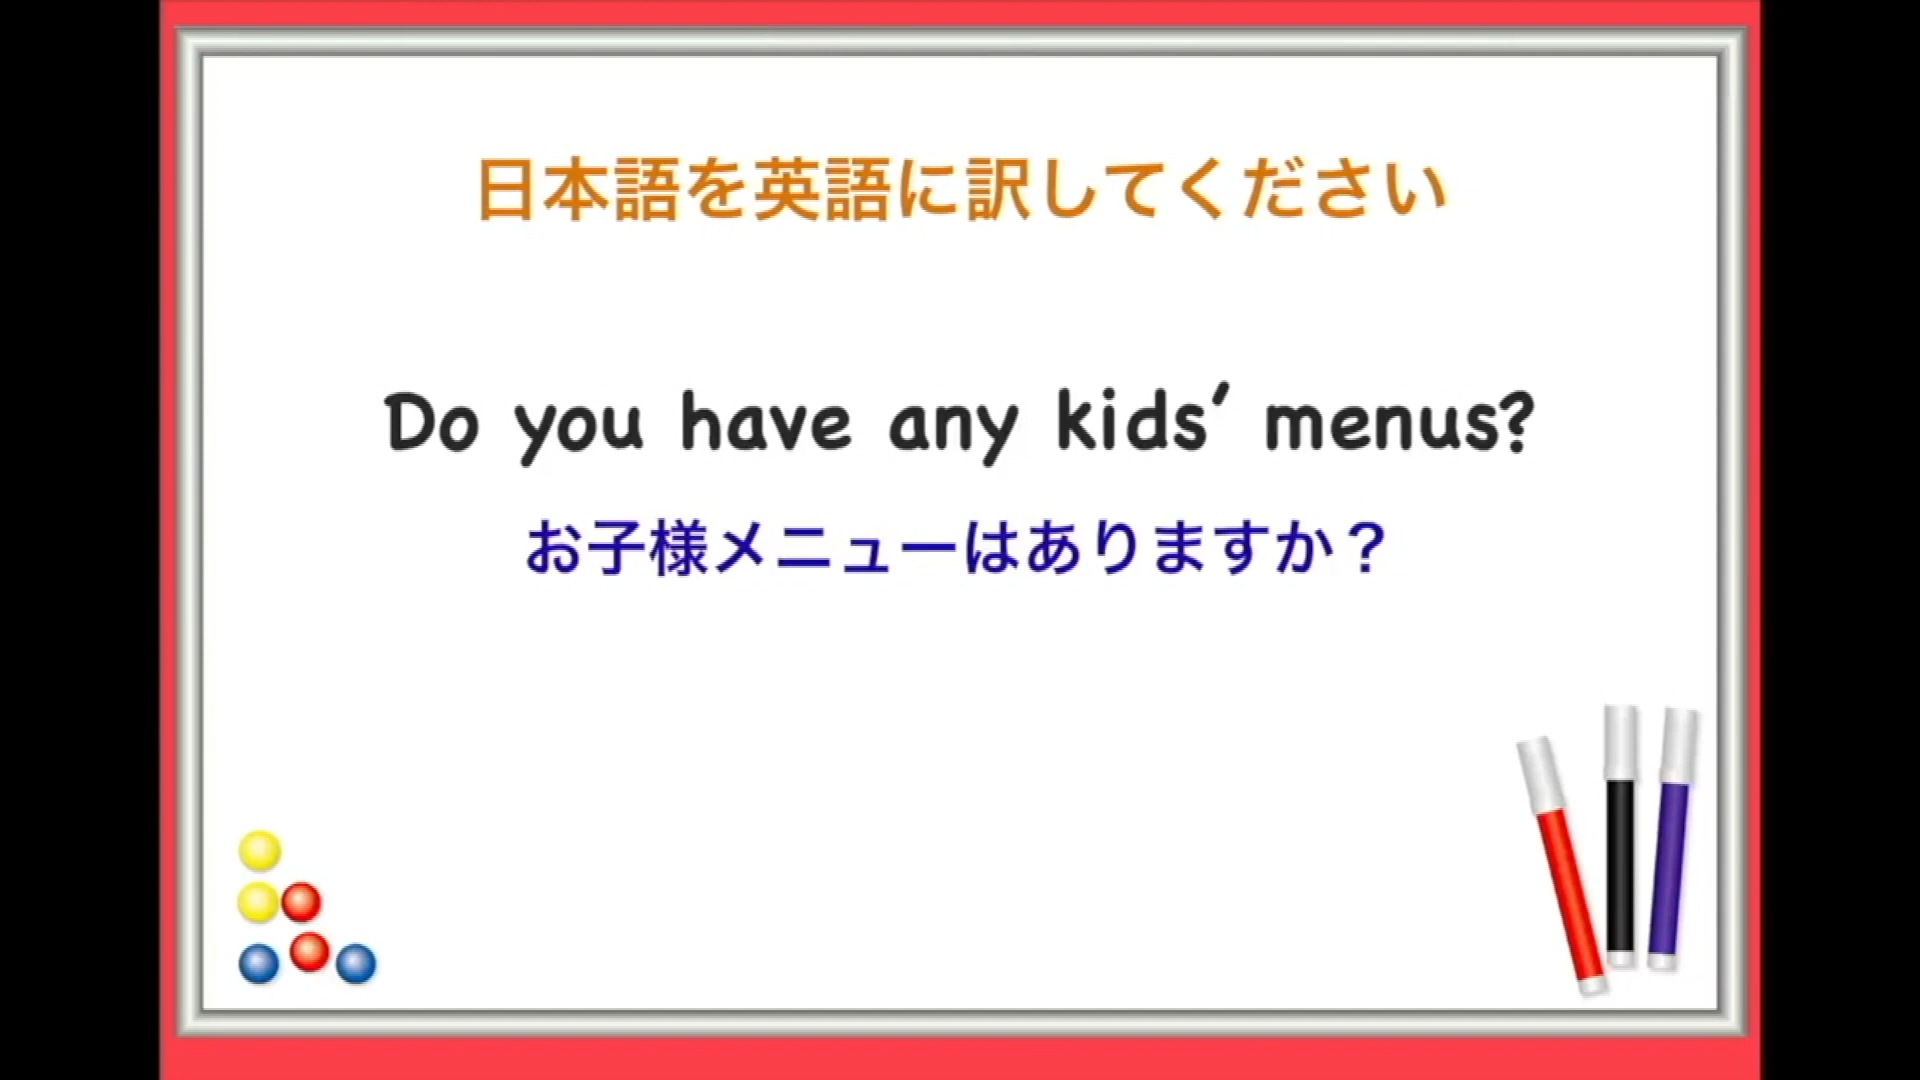 日本語を英語に訳してください
Do you have any kids’ menus?
お子様メニューはありますか？